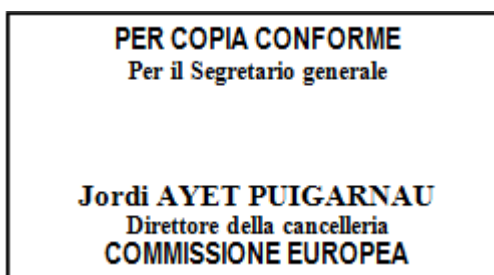 PER COPIA CONFORME
Per il Segretario generale
Jordi AYET PUIGARNAU
Direttore della cancelleria
COMMISSIONE EUROPEA